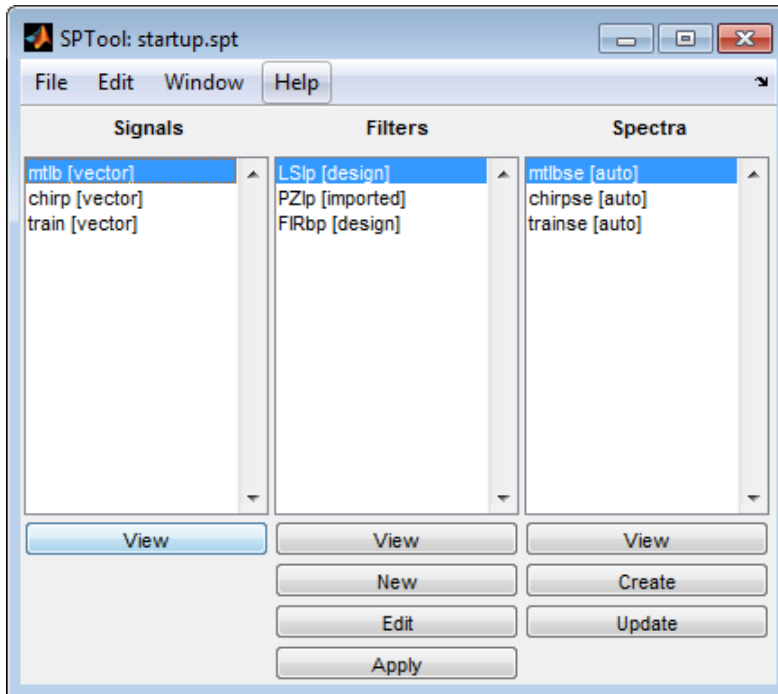 SPTool: startup.spt
File Edit Window Help
Signals Filters Spectra
mtlb [vector] LSlp [design] mtlbse [auto]
chirp [vector] PZlp [imported] chirpse [auto]
train [vector] FIRbp [design] trainse [auto]
View View View
New Create
Edit Update
Apply